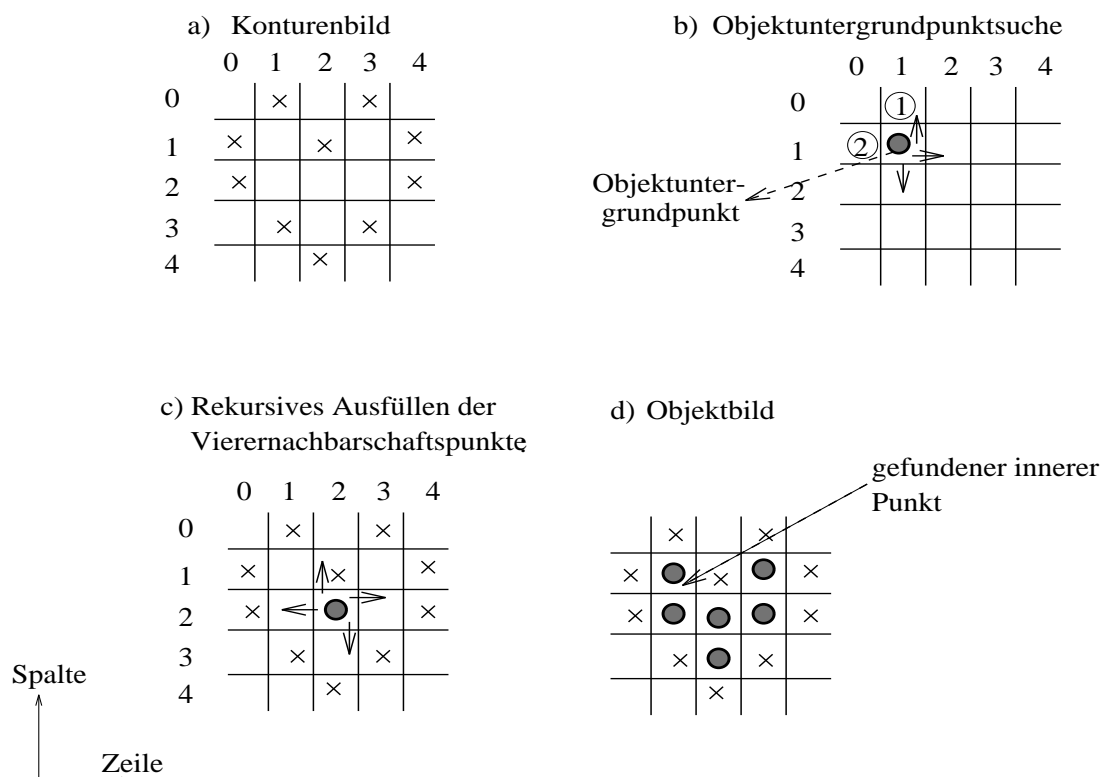 a) Konturenbild
0 1 2 3 4
0
1
2
3
4
b) Objektuntergrundpunktsuche
0 1 2 3 4
0
1
2
3
4
1
2
Objektunter-
grundpunkt
c) Rekursives Ausfüllen der
Vierernachbarschaftspunkte.
0 1 2 3 4
0
1
2
3
4
d) Objektbild
gefundener innerer
Punkt
Spalte
Zeile